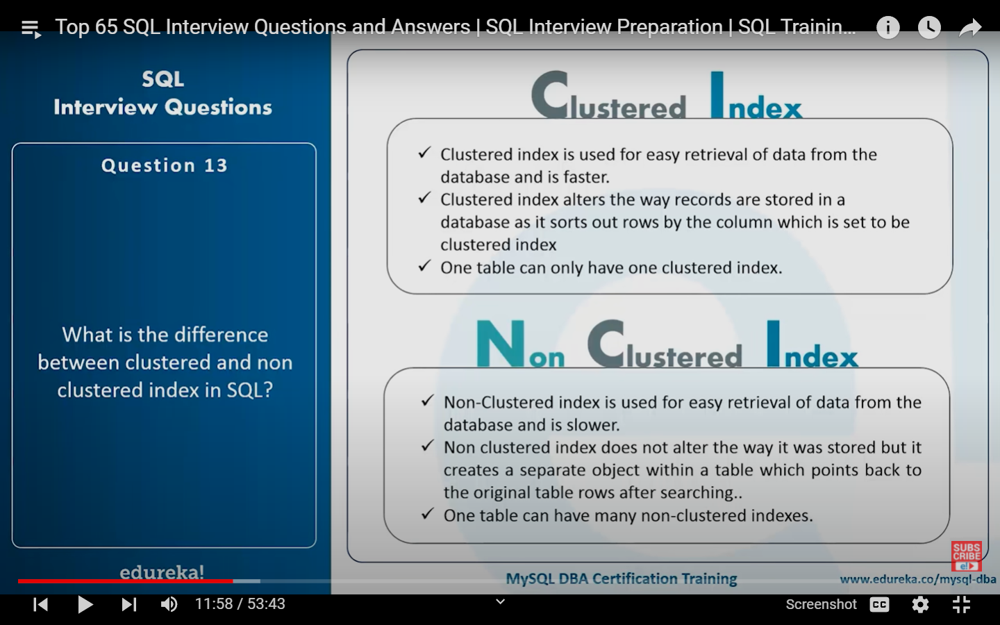 Top 65 SQL Interview Questions and Answers | SQL Interview Preparation | SQL Trainin...
SQL
Interview Questions
Question 13
What is the difference
between clustered and non
clustered index in SQL?
edureka!
Clustered Index
✓ Clustered index is used for easy retrieval of data from the
database and is faster.
✓ Clustered index alters the way records are stored in a
database as it sorts out rows by the column which is set to be
clustered index
✓ One table can only have one clustered index.
Non Clustered Index
✓ Non-Clustered index is used for easy retrieval of data from the
database and is slower.
✓ Non clustered index does not alter the way it was stored but it
creates a separate object within a table which points back to
the original table rows after searching..
✓ One table can have many non-clustered indexes.
SUBS
CRIBE
e!
MySQL DBA Certification Training
www.edureka.co/mysql-dba
11:58 / 53:43
Screenshot
CC